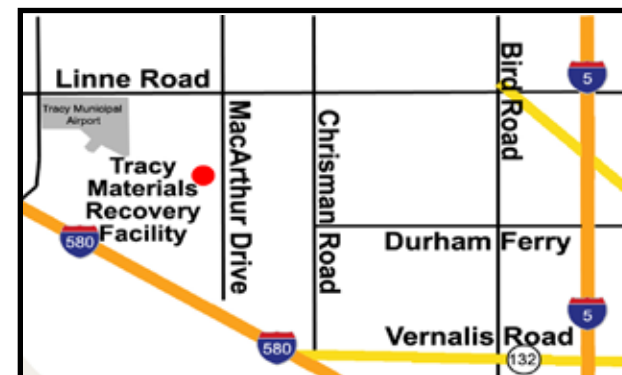 5
Linne Road
Bird Road
Tracy Municipal
Airport
MacArthur Drive
Chrisman Road
Tracy
Materials
Recovery
Facility
580
Durham Ferry
5
Vernalis Road
580
132